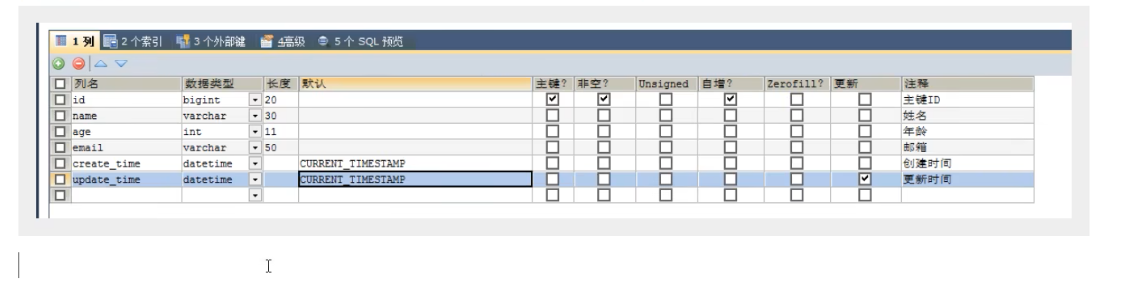 1 列 2 个索引 3 个外部键 4高级 5 个 SQL 预览
列名 数据类型 长度 默认 主键? 非空? Unsigned 自增? Zerofill? 更新 注释
id bigint 20 主键ID
name varchar 30 姓名
age int 11 年龄
email varchar 50 邮箱
create_time datetime CURRENT_TIMESTAMP 创建时间
update_time datetime CURRENT_TIMESTAMP 更新时间